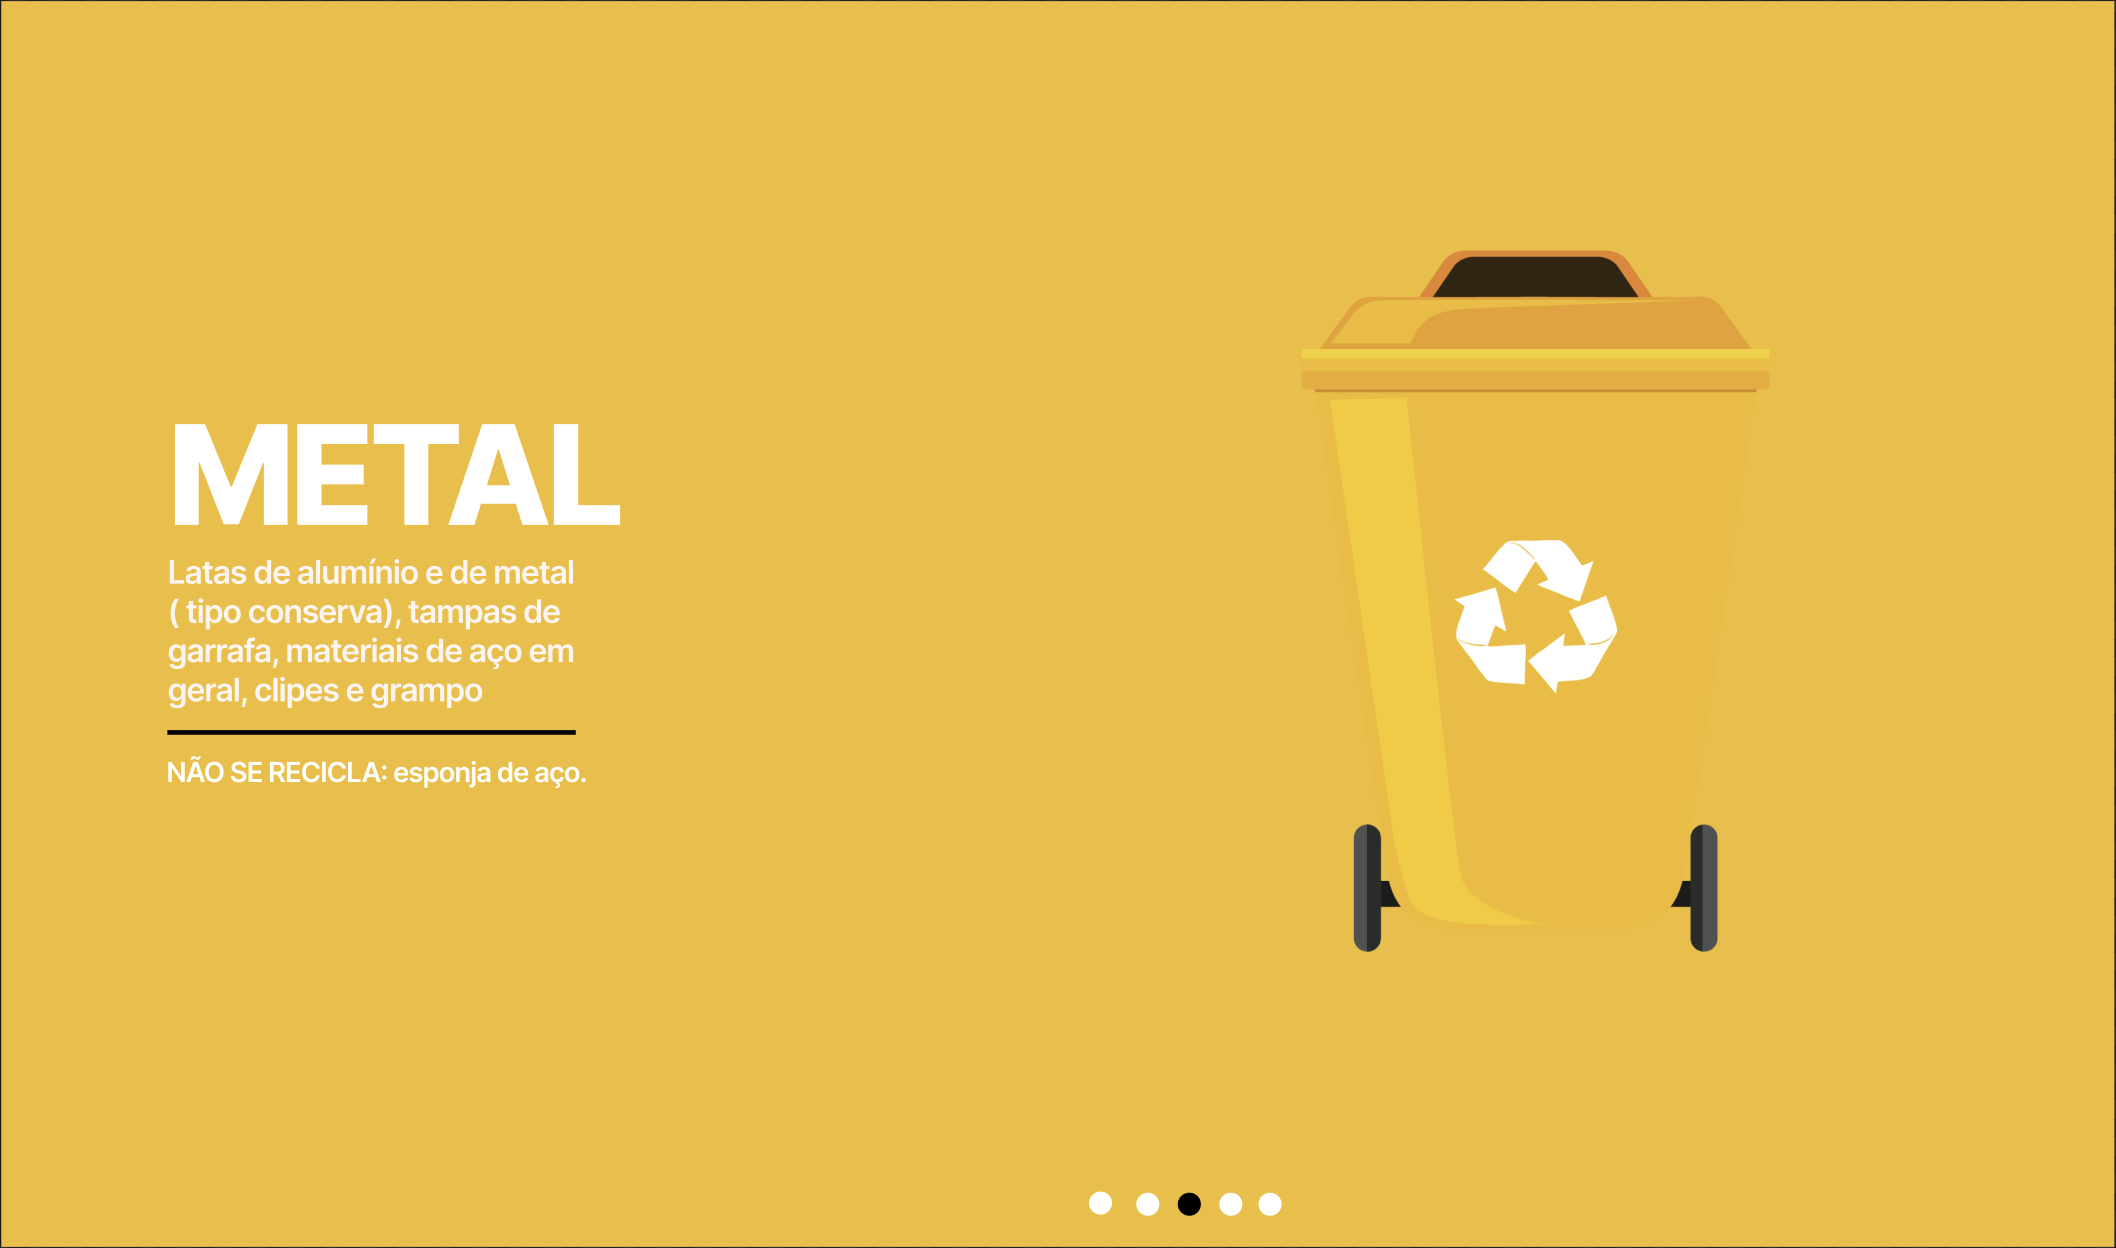 METAL
Latas de alumínio e de metal
( tipo conserva), tampas de
garrafa, materiais de aço em
geral, clipes e grampo
NÃO SE RECICLA: esponja de aço.